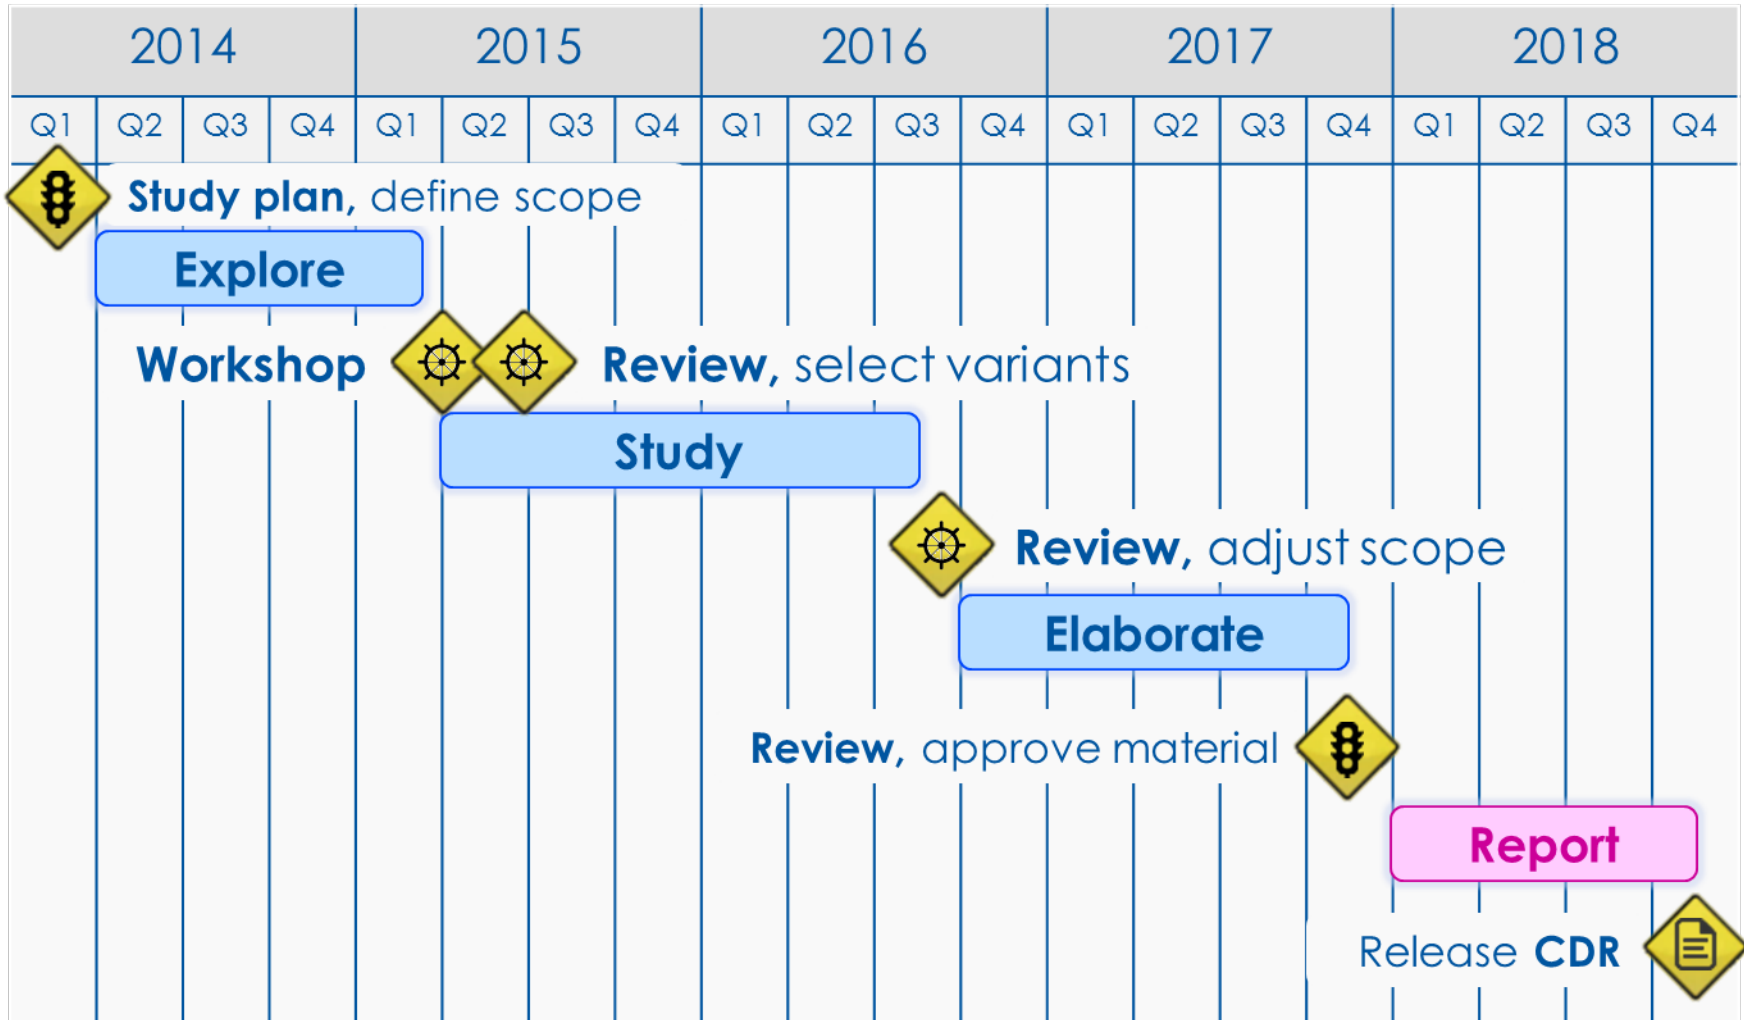 2014 2015 2016 2017 2018
Q1 Q2 Q3 Q4 Q1 Q2 Q3 Q4 Q1 Q2 Q3 Q4 Q1 Q2 Q3 Q4 Q1 Q2 Q3 Q4
Study plan, define scope
Explore
Workshop Review, select variants
Study
Review, adjust scope
Elaborate
Review, approve material
Report
Release CDR